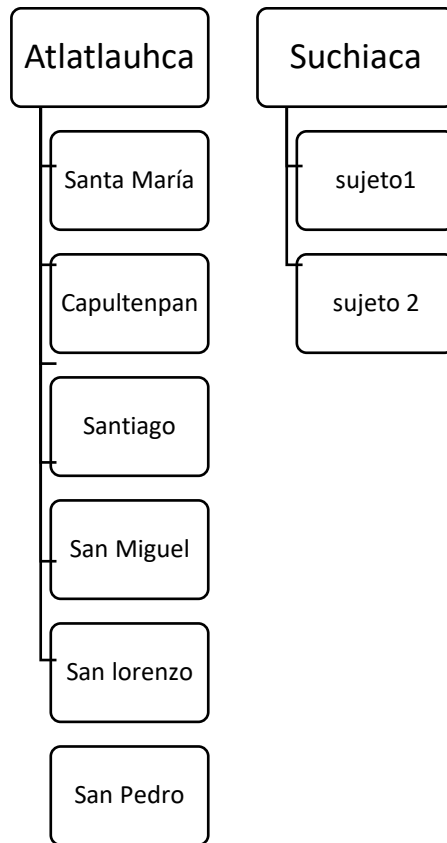 Atlatlauhca
Santa María
Capultenpan
Santiago
San Miguel
San lorenzo
San Pedro
Suchiaca
sujeto1
sujeto 2